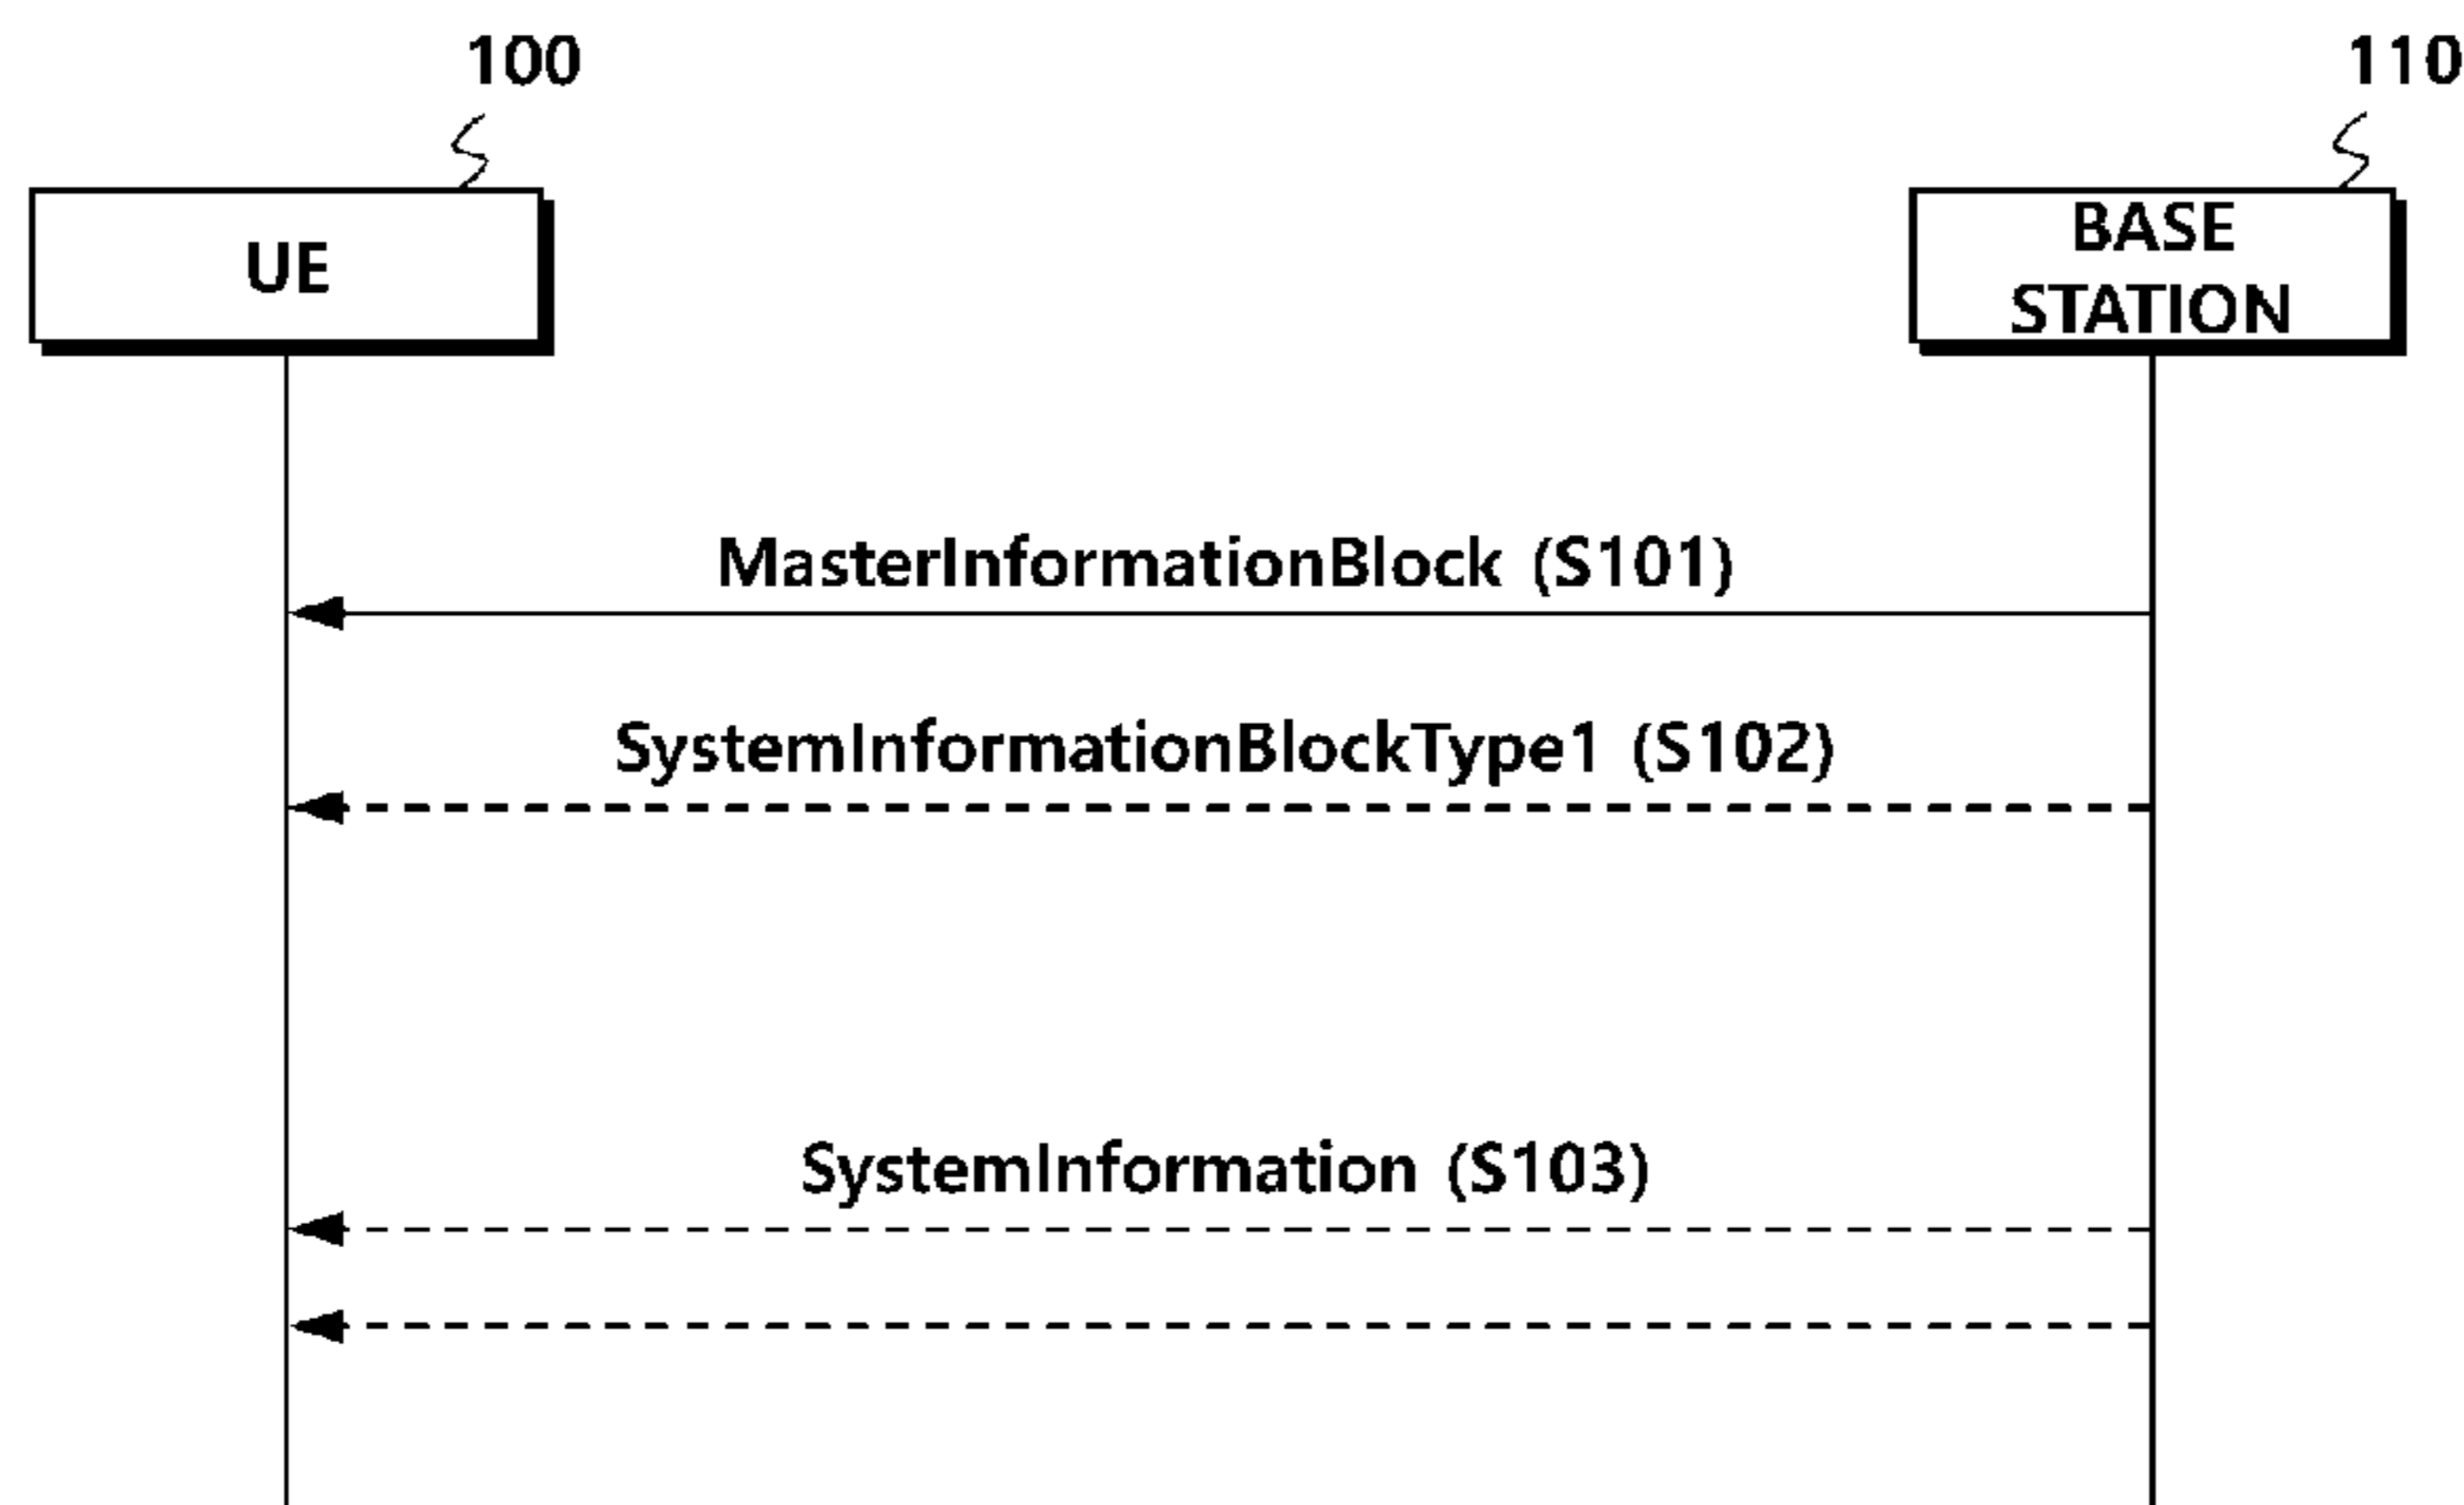 100
110
UE
BASE
STATION
MasterInformationBlock (S101)
SystemInformationBlockType1 (S102)
SystemInformation (S103)